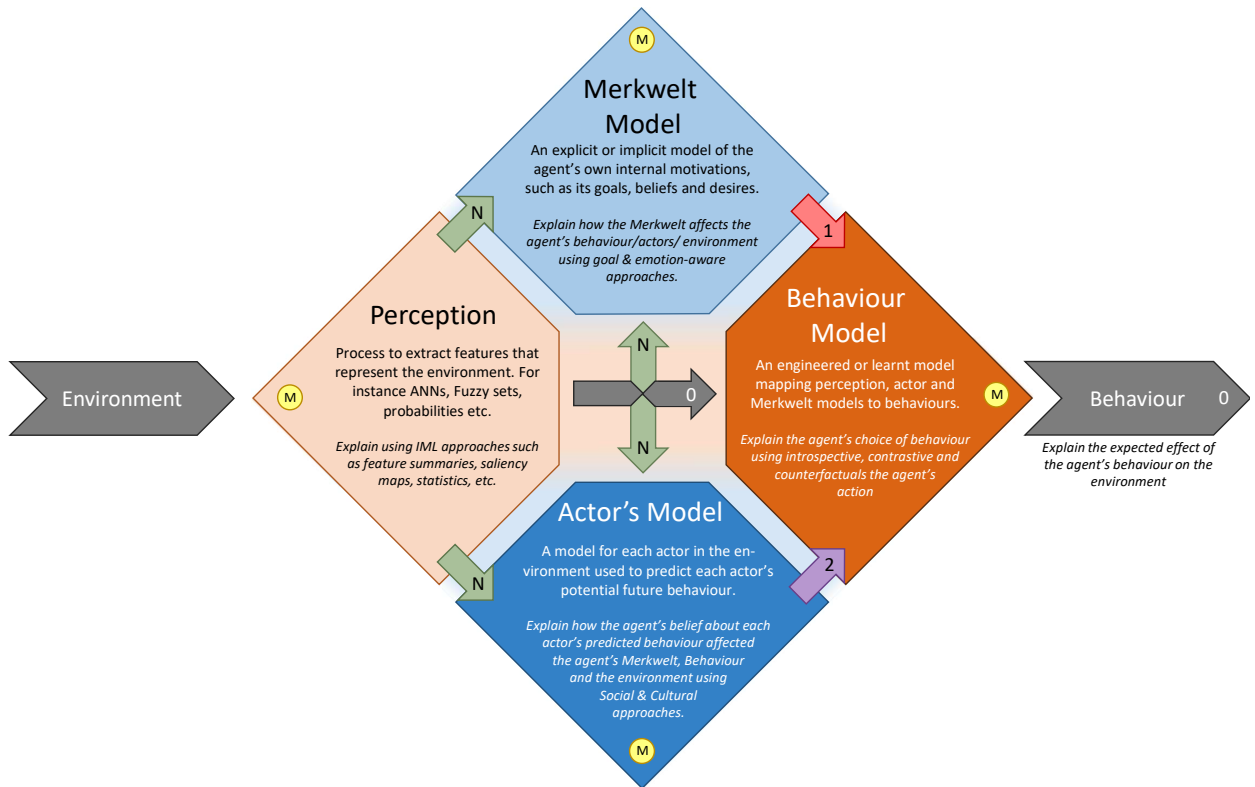 M
Merkwelt
Model
An explicit or implicit model of the
agent's own internal motivations,
such as its goals, beliefs and desires.
Explain how the Merkwelt affects the
agent's behaviour/actors/ environment
using goal & emotion-aware
approaches.
N
1
Perception
Process to extract features that
represent the environment. For
instance ANNs, Fuzzy sets,
probabilities etc.
Explain using IML approaches such
as feature summaries, saliency
maps, statistics, etc.
M
Environment
N
0
N
Behaviour
Model
An engineered or learnt model
mapping perception, actor and
Merkwelt models to behaviours.
Explain the agent's choice of behaviour
using introspective, contrastive and
counterfactuals the agent's
action
M
Behaviour
0
Explain the expected effect of
the agent's behaviour on the
environment
N
2
Actor's Model
A model for each actor in the en-
vironment used to predict each actor's
potential future behaviour.
Explain how the agent's belief about each
actor's predicted behaviour affected
the agent's Merkwelt, Behaviour
and the environment using
Social & Cultural
approaches.
M